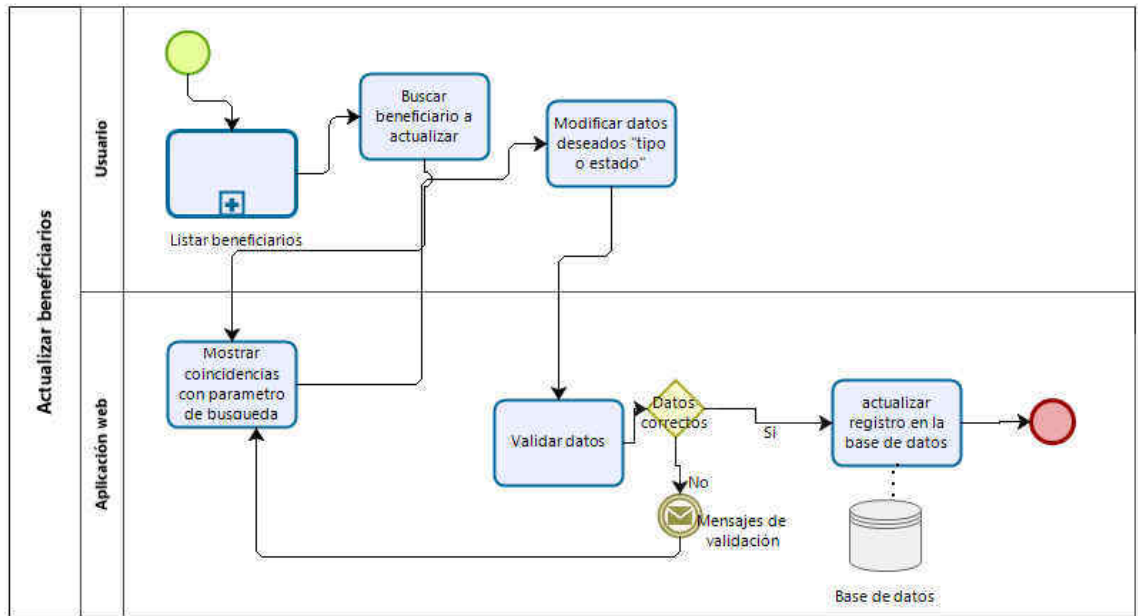 Actualizar beneficiarios
Usuario
Buscar
beneficiario a
actualizar
Modificar datos
deseados "tipo
o estado"
Listar beneficiarios
Aplicación web
Mostrar
coincidencias
con parametro
de busqueda
Validar datos
Datos
correctos
Si
No
Mensajes de
validación
actualizar
registro en la
base de datos
Base de datos